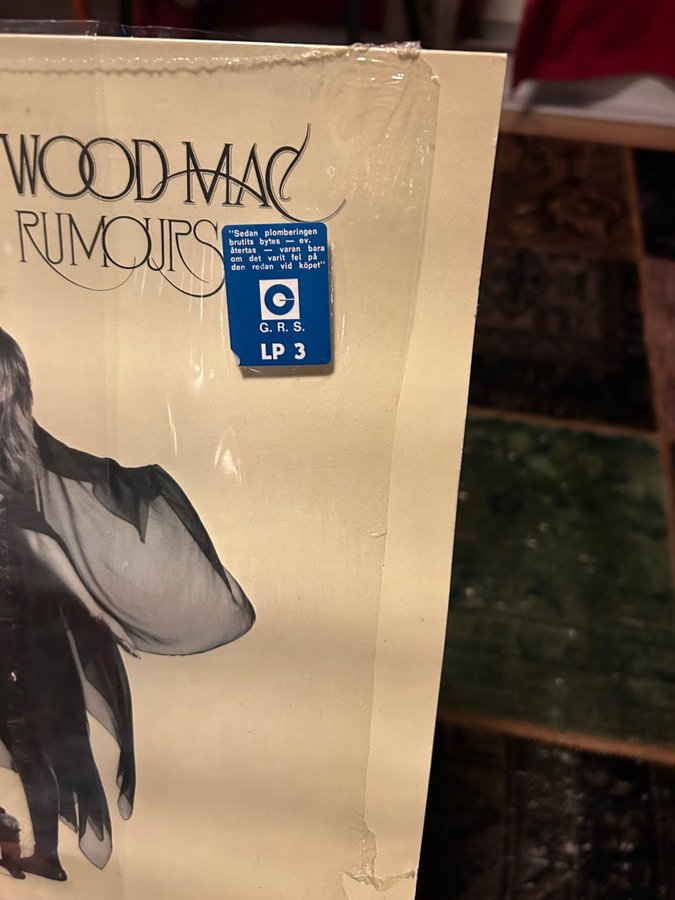 WOOD MAC
RUMOURS
"Sedan plomberingen
brutits bytes — ev.
återtas — varan bara
om det varit fel på
den redan vid köpet"
G. R. S.
LP 3